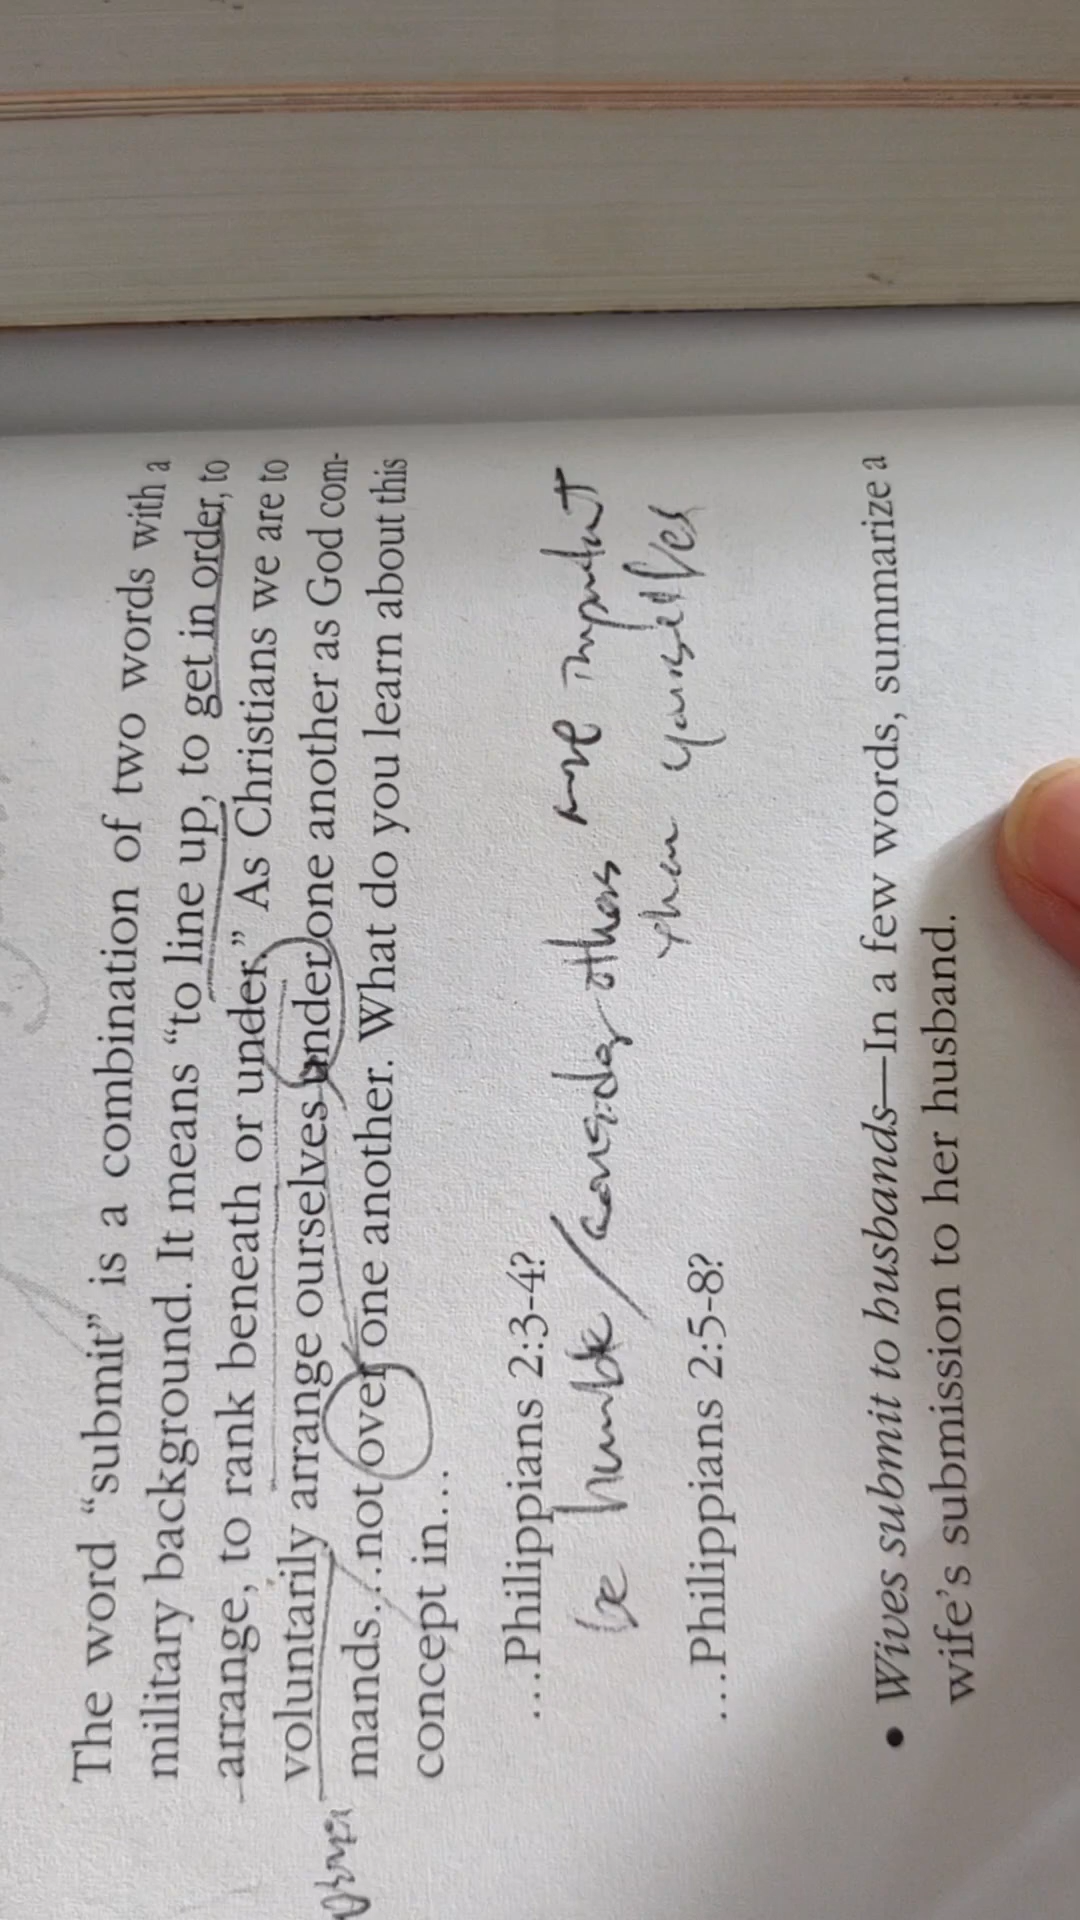 The word “submit” is a combination of two words with a
military background. It means “to line up, to get in order, to
arrange, to rank beneath or under.” As Christians we are to
voluntarily arrange ourselves under one another as God com-
mands…not over one another. What do you learn about this
concept in…
…Philippians 2:3-4?
be humble / consider others more important
than yourselves
…Philippians 2:5-8?
• Wives submit to husbands—In a few words, summarize a
wife’s submission to her husband.